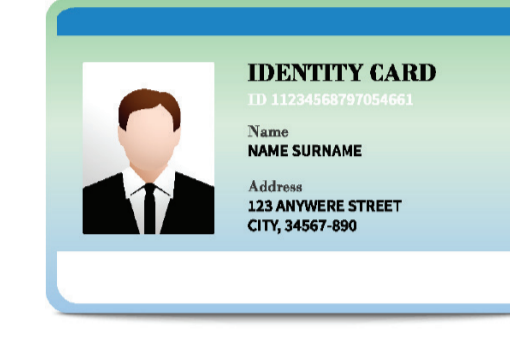 IDENTITY CARD
ID 11234568797054661
Name
NAME SURNAME
Address
123 ANYWERE STREET
CITY, 34567-890